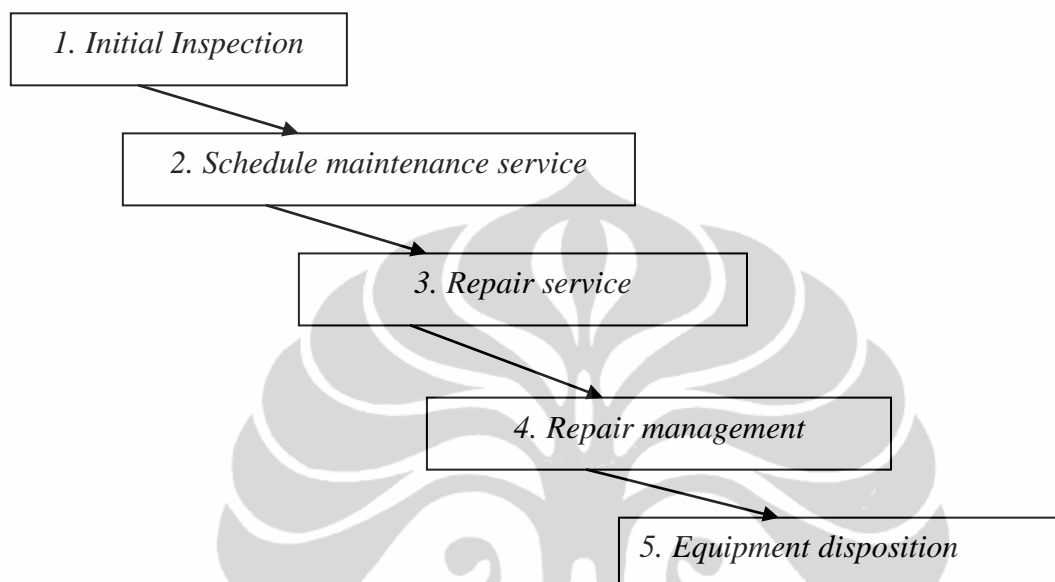 1. Initial Inspection
2. Schedule maintenance service
3. Repair service
4. Repair management
5. Equipment disposition